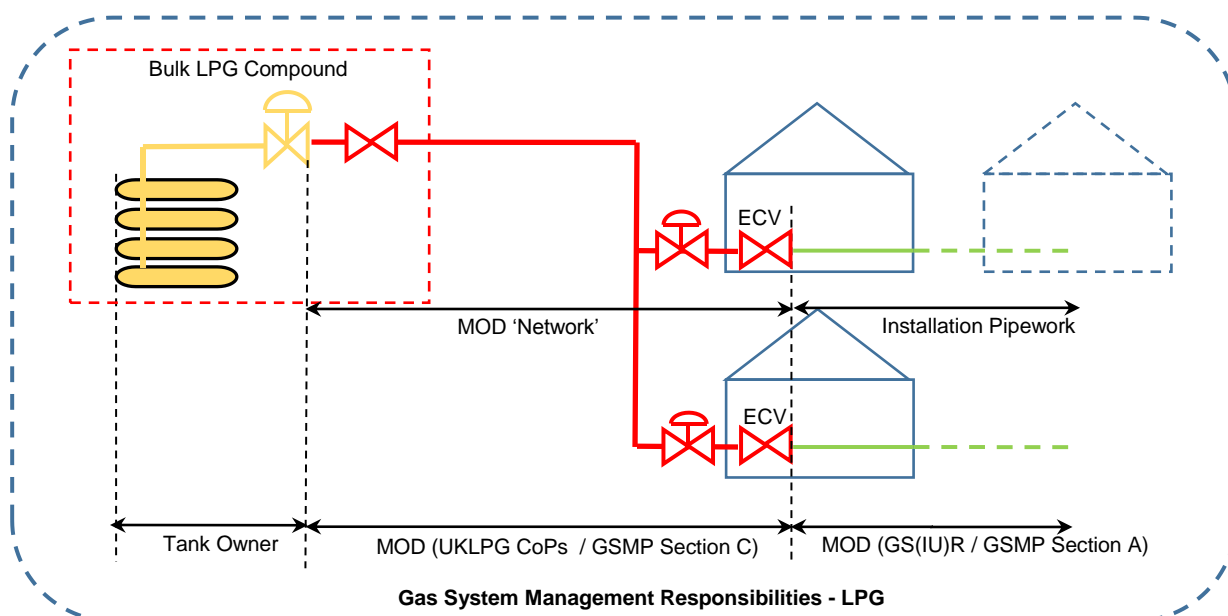 Bulk LPG Compound
ECV
MOD ‘Network’
Installation Pipework
ECV
Tank Owner
MOD (UKLPG CoPs / GSMP Section C)
MOD (GS(IU)R / GSMP Section A)
Gas System Management Responsibilities - LPG